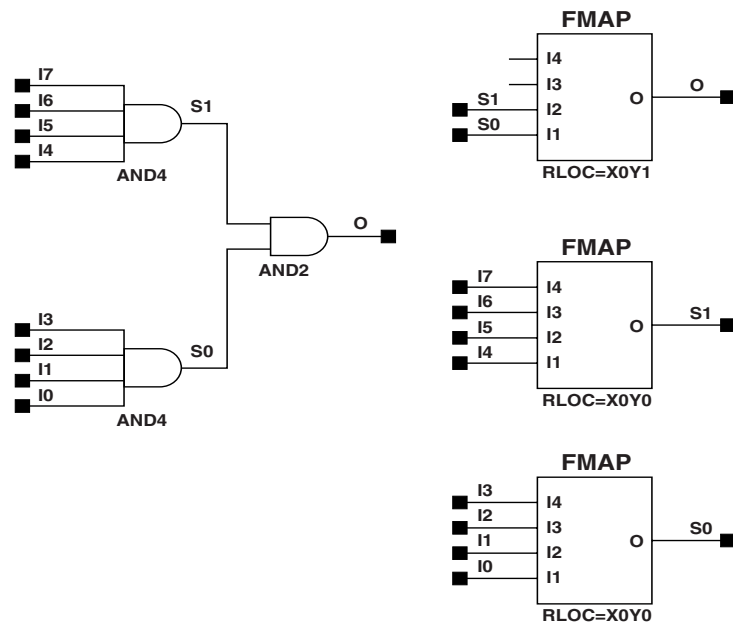 I7
I6
S1
I5
I4
AND4
O
AND2
I3
I2
S0
I1
I0
AND4
FMAP
I4
I3
O
O
S1
I2
S0
I1
RLOC=X0Y1
FMAP
I7
I4
I6
I3
S1
O
I5
I2
I4
I1
RLOC=X0Y0
FMAP
I3
I4
I2
I3
S0
O
I1
I2
I0
I1
RLOC=X0Y0